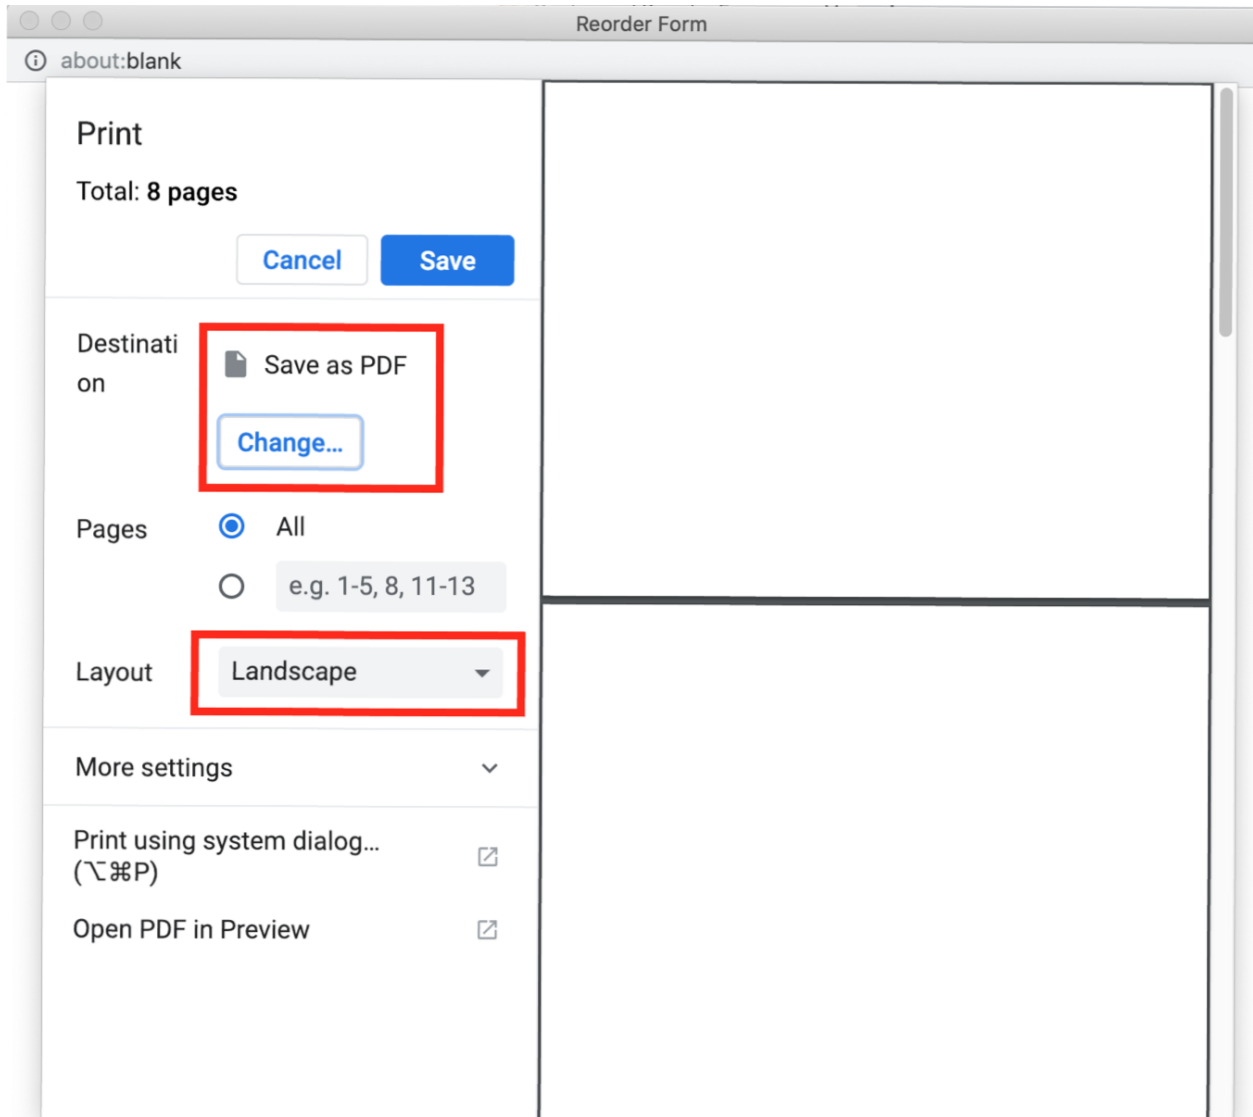 Reorder Form
about:blank
Print
Total: 8 pages
Cancel
Save
Destinati
on
Save as PDF
Change...
Pages
All
e.g. 1-5, 8, 11-13
Layout
Landscape
More settings
Print using system dialog...
(⌥⌘P)
Open PDF in Preview